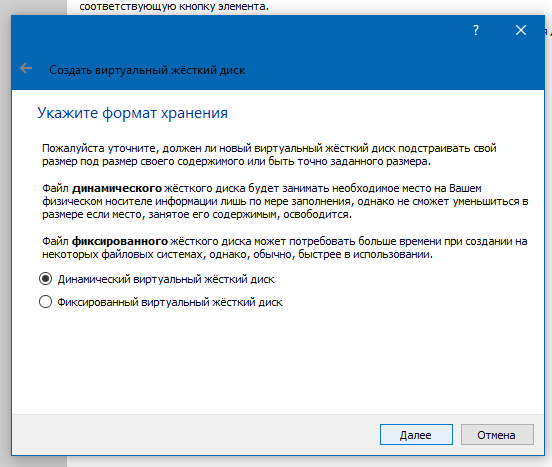 соответствующую кнопку элемента.
?
Создать виртуальный жёсткий диск
Укажите формат хранения
Пожалуйста уточните, должен ли новый виртуальный жёсткий диск подстраивать свой
размер под размер своего содержимого или быть точно заданного размера.
Файл динамического жёсткого диска будет занимать необходимое место на Вашем
физическом носителе информации лишь по мере заполнения, однако не сможет уменьшиться в
размере если место, занятое его содержимым, освободится.
Файл фиксированного жёсткого диска может потребовать больше времени при создании на
некоторых файловых системах, однако, обычно, быстрее в использовании.
Динамический виртуальный жёсткий диск
Фиксированный виртуальный жёсткий диск
Далее
Отмена